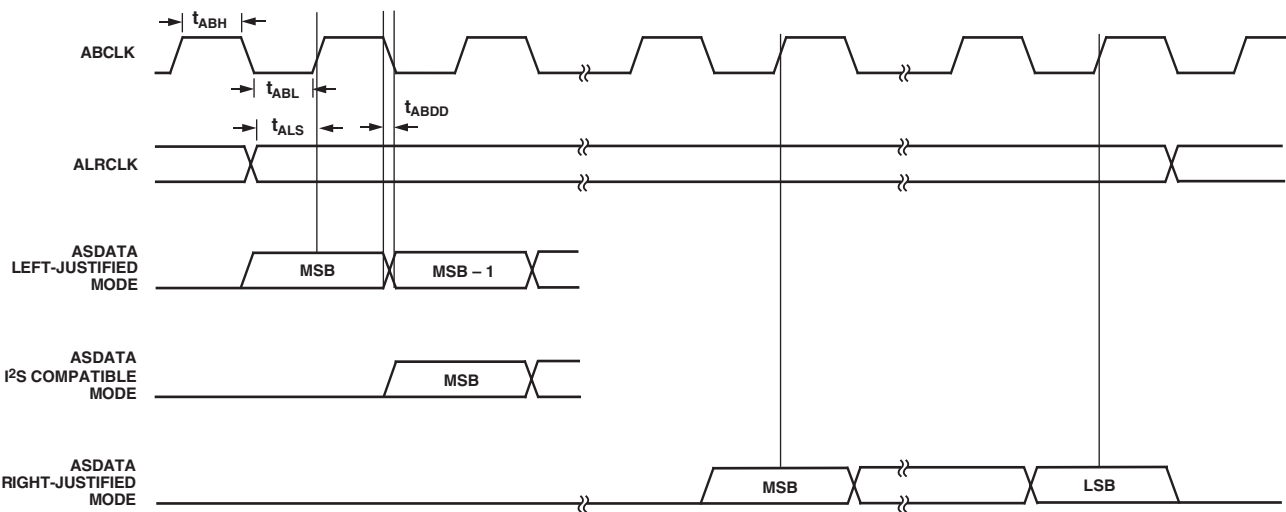 tABH
ABCLK
tABL
tABDD
tALS
ALRCLK
ASDATA
LEFT-JUSTIFIED
MODE
MSB
MSB – 1
ASDATA
I²S COMPATIBLE
MODE
MSB
ASDATA
RIGHT-JUSTIFIED
MODE
MSB
LSB